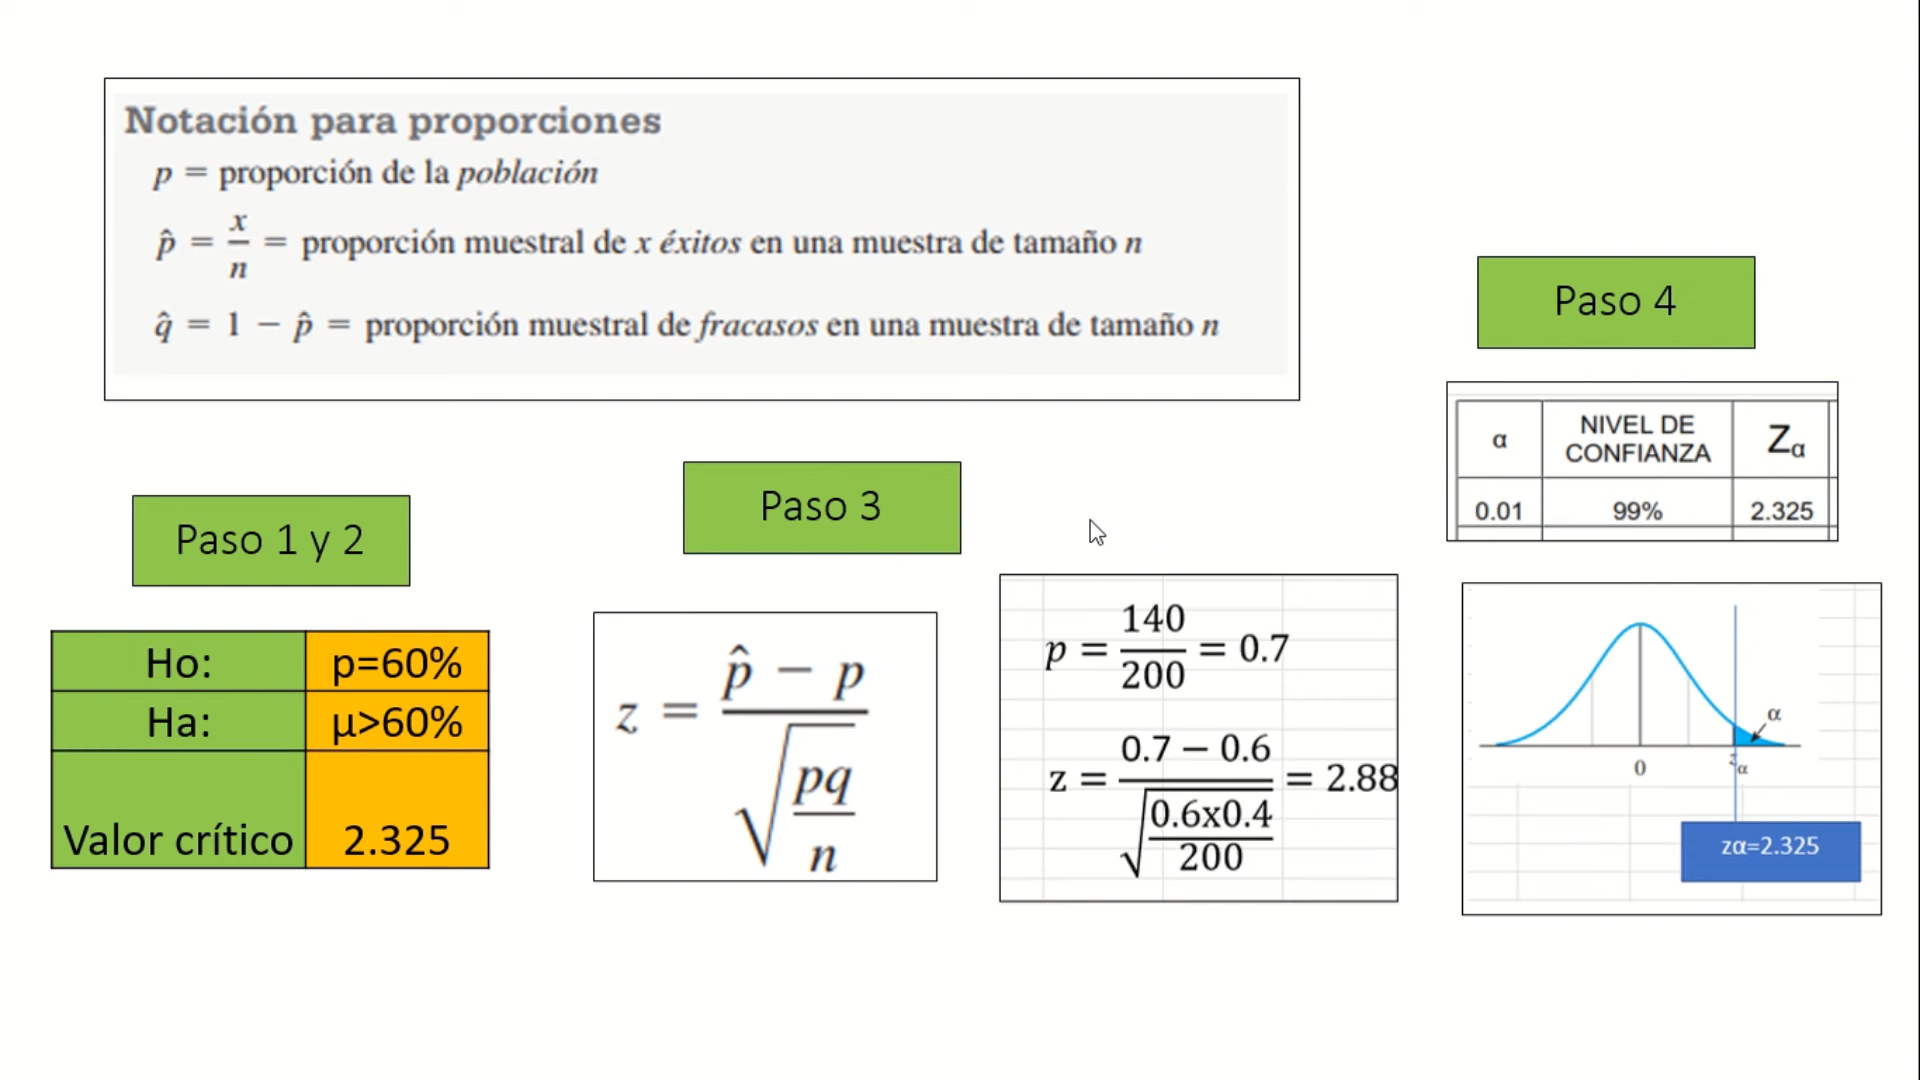 Notación para proporciones
p = proporción de la población
p̂ = x/n = proporción muestral de x éxitos en una muestra de tamaño n
q̂ = 1 − p̂ = proporción muestral de fracasos en una muestra de tamaño n
Paso 1 y 2
Ho: p=60%
Ha: μ>60%
Valor crítico 2.325
Paso 3
z = (p̂ − p) / √(pq/n)
p = 140/200 = 0.7
z = (0.7 − 0.6) / √(0.6x0.4/200) = 2.88
Paso 4
α NIVEL DE CONFIANZA Zα
0.01 99% 2.325
α
0 zα
zα=2.325